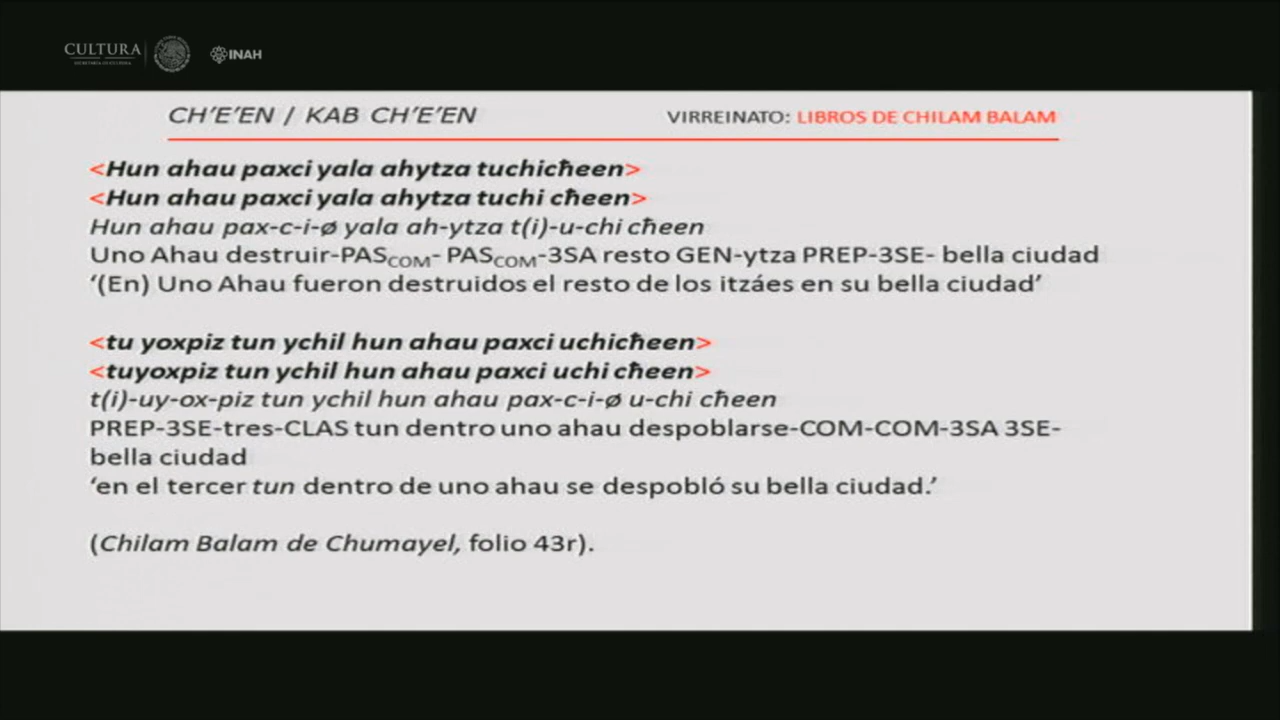 CULTURA
SECRETARÍA DE CULTURA
INAH
CH'E'EN / KAB CH'E'EN
VIRREINATO: LIBROS DE CHILAM BALAM
<Hun ahau paxci yala ahytza tuchicħeen>
<Hun ahau paxci yala ahytza tuchi cħeen>
Hun ahau pax-c-i-ø yala ah-ytza t(i)-u-chi cħeen
Uno Ahau destruir-PASCOM- PASCOM-3SA resto GEN-ytza PREP-3SE- bella ciudad
‘(En) Uno Ahau fueron destruidos el resto de los itzáes en su bella ciudad’
<tu yoxpiz tun ychil hun ahau paxci uchicħeen>
<tuyoxpiz tun ychil hun ahau paxci uchi cħeen>
t(i)-uy-ox-piz tun ychil hun ahau pax-c-i-ø u-chi cħeen
PREP-3SE-tres-CLAS tun dentro uno ahau despoblarse-COM-COM-3SA 3SE-
bella ciudad
‘en el tercer tun dentro de uno ahau se despobló su bella ciudad.’
(Chilam Balam de Chumayel, folio 43r).